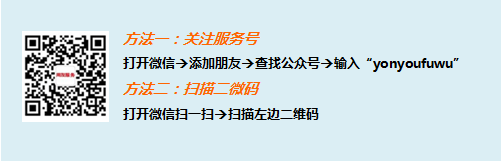 方法一：关注服务号
打开微信→添加朋友→查找公众号→输入“yonyoufuwu”
方法二：扫描二微码
打开微信扫一扫→扫描左边二维码